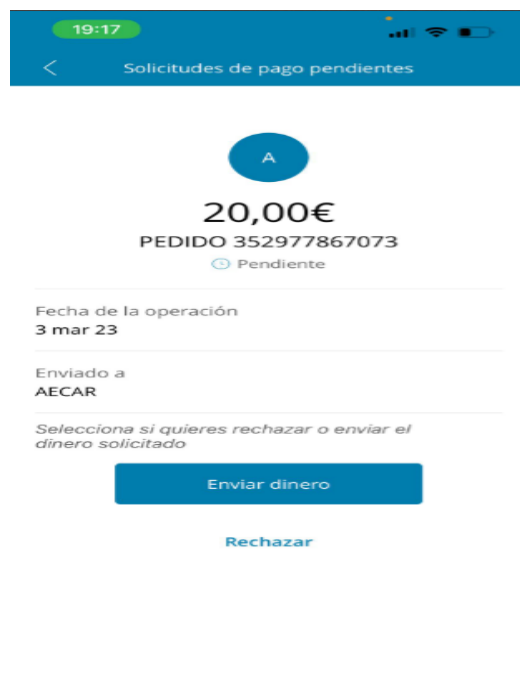 19:17
Solicitudes de pago pendientes
A
20,00€
PEDIDO 352977867073
Pendiente
Fecha de la operación
3 mar 23
Enviado a
AECAR
Selecciona si quieres rechazar o enviar el
dinero solicitado
Enviar dinero
Rechazar